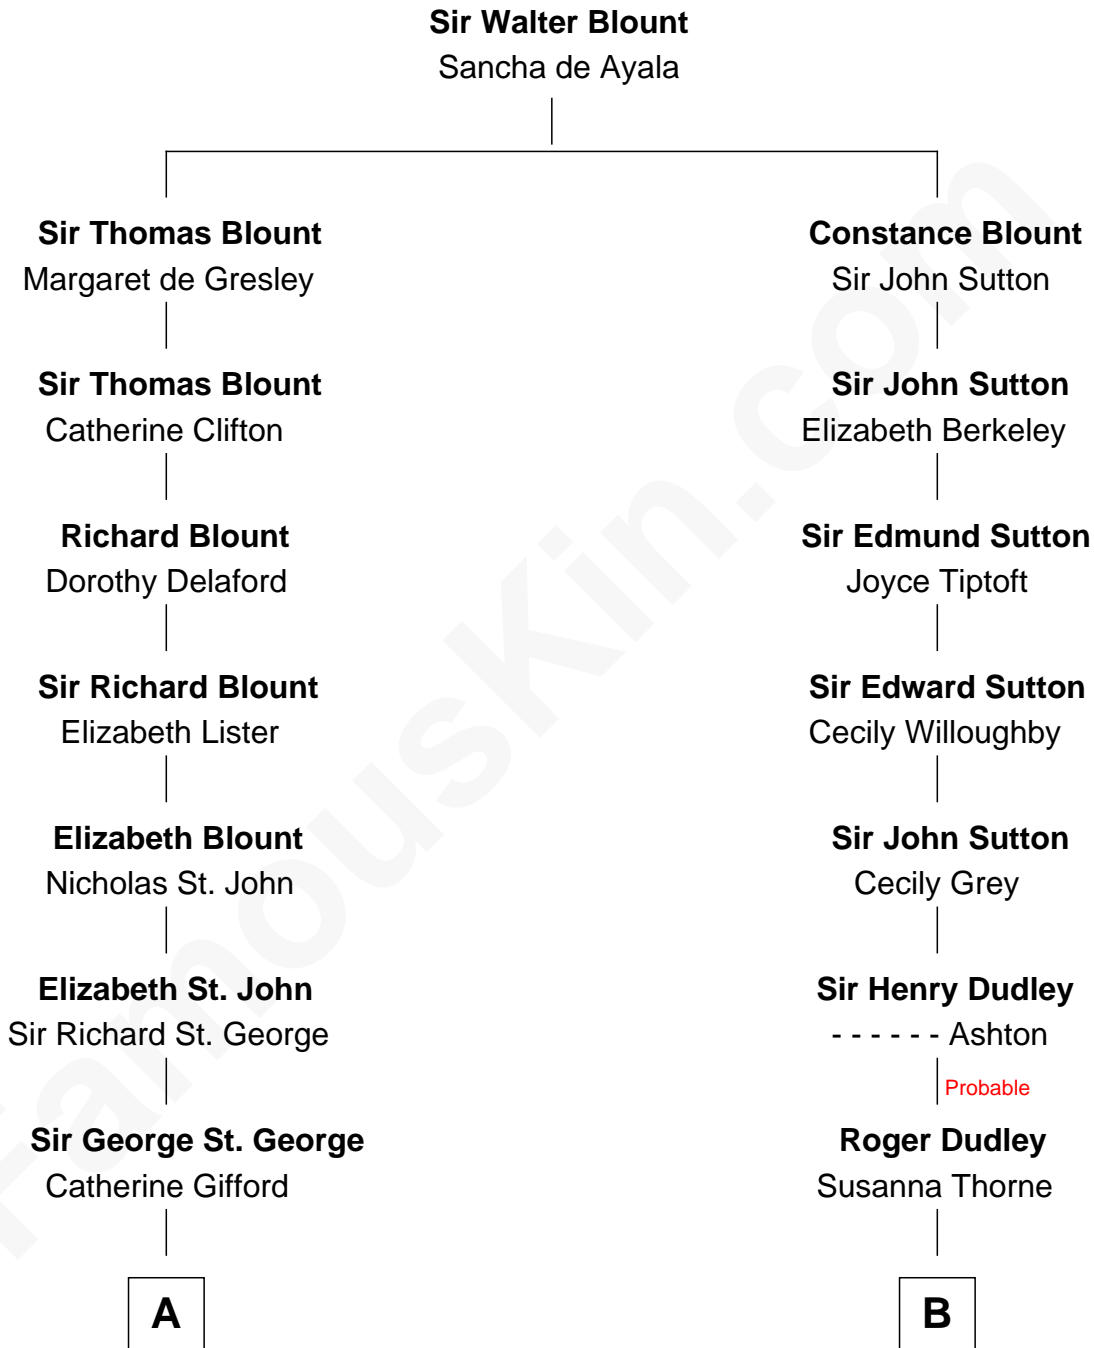 Sir Walter Blount
Sancha de Ayala
Sir Thomas Blount
Margaret de Gresley
Sir Thomas Blount
Catherine Clifton
Richard Blount
Dorothy Delaford
Sir Richard Blount
Elizabeth Lister
Elizabeth Blount
Nicholas St. John
Elizabeth St. John
Sir Richard St. George
Sir George St. George
Catherine Gifford
A
Constance Blount
Sir John Sutton
Sir John Sutton
Elizabeth Berkeley
Sir Edmund Sutton
Joyce Tiptoft
Sir Edward Sutton
Cecily Willoughby
Sir John Sutton
Cecily Grey
Sir Henry Dudley
- - - - - - Ashton
Probable
Roger Dudley
Susanna Thorne
B
FamousKin.com